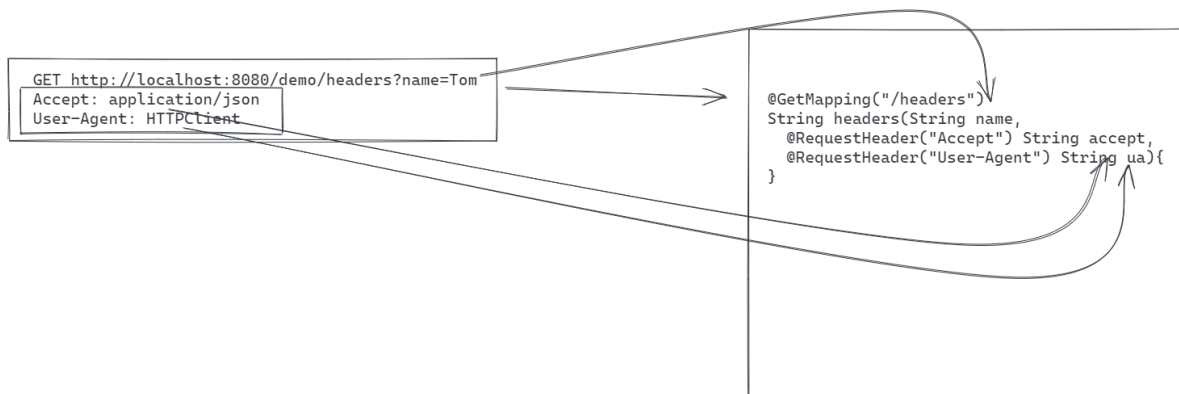 GET http://localhost:8080/demo/headers?name=Tom
Accept: application/json
User-Agent: HTTPClient
@GetMapping("/headers")
String headers(String name,
@RequestHeader("Accept") String accept,
@RequestHeader("User-Agent") String ua){
}